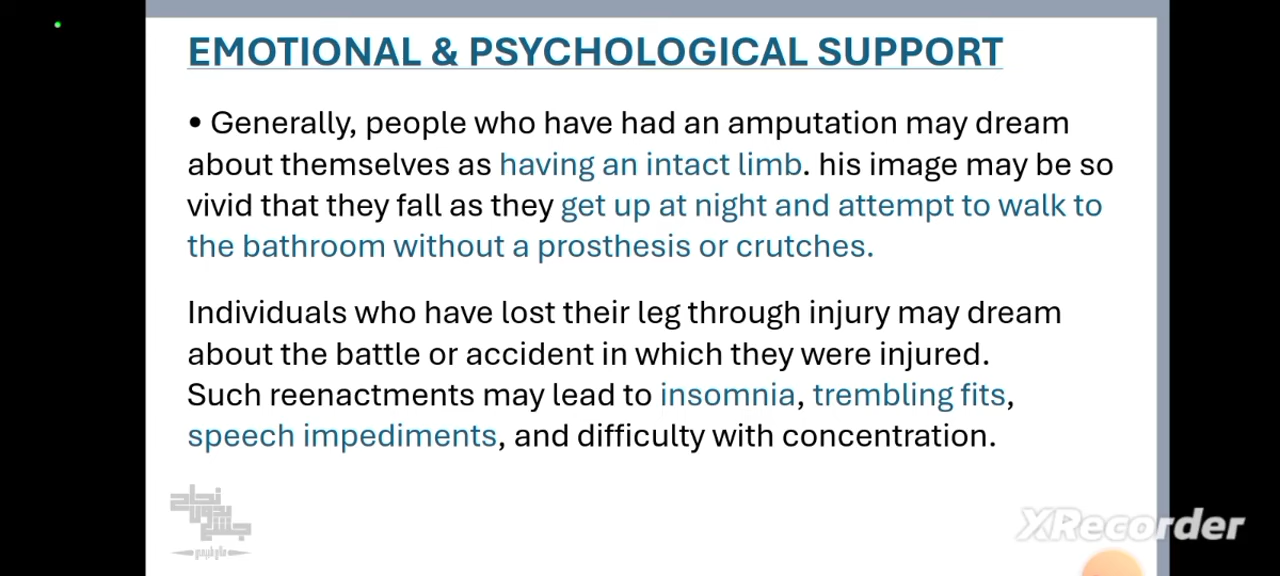 EMOTIONAL & PSYCHOLOGICAL SUPPORT
• Generally, people who have had an amputation may dream
about themselves as having an intact limb. his image may be so
vivid that they fall as they get up at night and attempt to walk to
the bathroom without a prosthesis or crutches.
Individuals who have lost their leg through injury may dream
about the battle or accident in which they were injured.
Such reenactments may lead to insomnia, trembling fits,
speech impediments, and difficulty with concentration.
نجاح
بدون
XRecorder